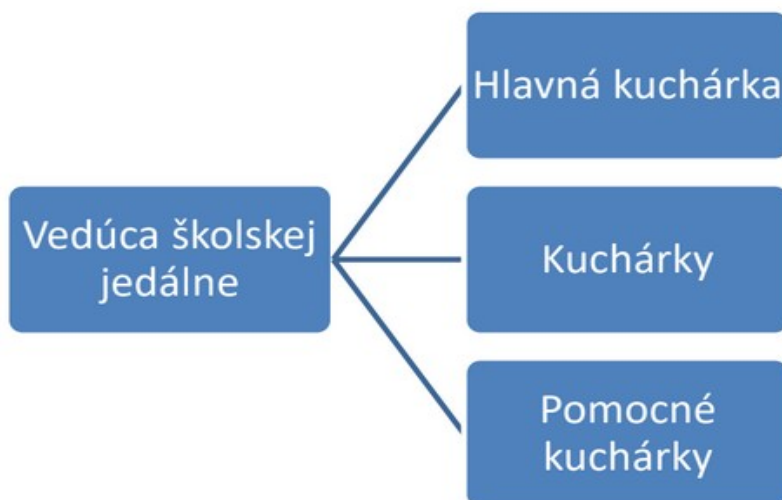 Hlavná kuchárka
Vedúca školskej
jedálne
Kuchárky
Pomocné
kuchárky